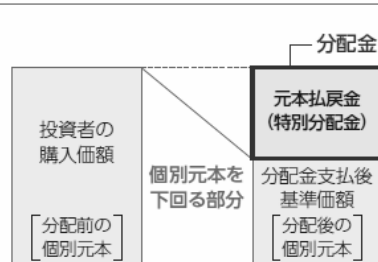 分配金
元本払戻金
(特別分配金)
投資者の
購入価額
個別元本を
下回る部分
分配金支払後
基準価額
分配前の
個別元本
分配後の
個別元本